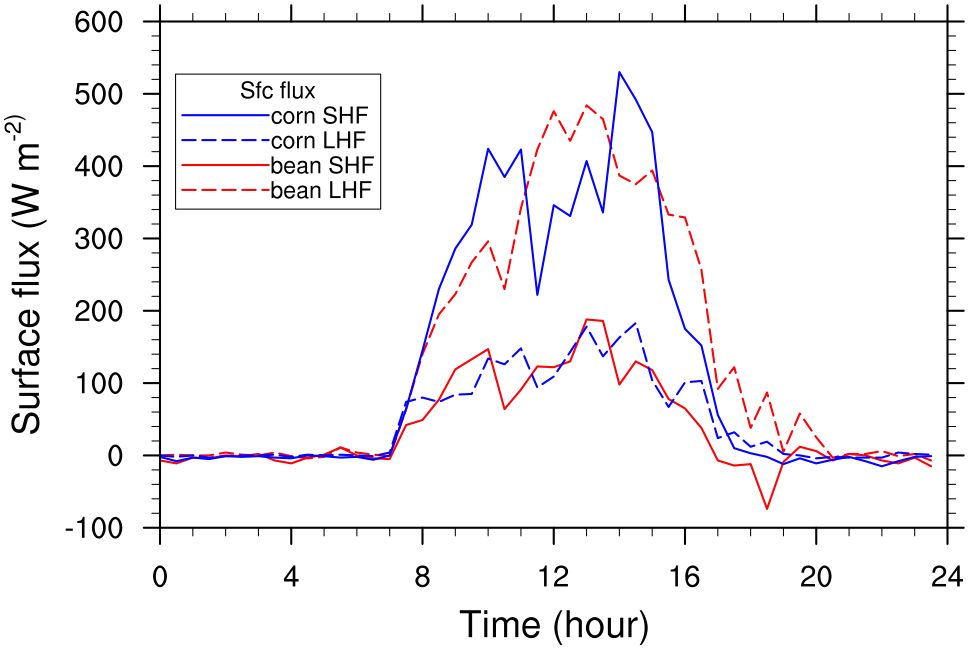 600
500
400
300
200
100
0
-100
Surface flux (W m⁻²)
Sfc flux
corn SHF
corn LHF
bean SHF
bean LHF
0 4 8 12 16 20 24
Time (hour)